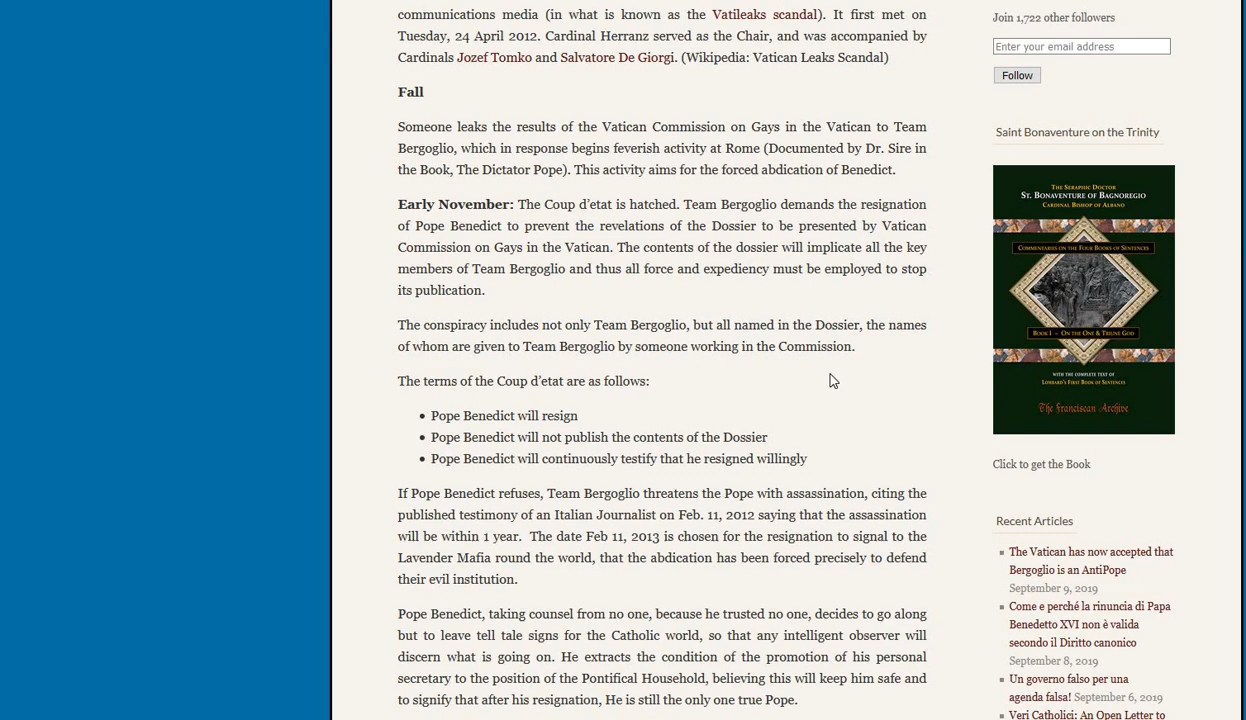 communications media (in what is known as the Vatileaks scandal). It first met on
Tuesday, 24 April 2012. Cardinal Herranz served as the Chair, and was accompanied by
Cardinals Jozef Tomko and Salvatore De Giorgi. (Wikipedia: Vatican Leaks Scandal)
Fall
Someone leaks the results of the Vatican Commission on Gays in the Vatican to Team
Bergoglio, which in response begins feverish activity at Rome (Documented by Dr. Sire in
the Book, The Dictator Pope). This activity aims for the forced abdication of Benedict.
Early November: The Coup d'etat is hatched. Team Bergoglio demands the resignation
of Pope Benedict to prevent the revelations of the Dossier to be presented by Vatican
Commission on Gays in the Vatican. The contents of the dossier will implicate all the key
members of Team Bergoglio and thus all force and expediency must be employed to stop
its publication.
The conspiracy includes not only Team Bergoglio, but all named in the Dossier, the names
of whom are given to Team Bergoglio by someone working in the Commission.
The terms of the Coup d'etat are as follows:
• Pope Benedict will resign
• Pope Benedict will not publish the contents of the Dossier
• Pope Benedict will continuously testify that he resigned willingly
If Pope Benedict refuses, Team Bergoglio threatens the Pope with assassination, citing the
published testimony of an Italian Journalist on Feb. 11, 2012 saying that the assassination
will be within 1 year. The date Feb 11, 2013 is chosen for the resignation to signal to the
Lavender Mafia round the world, that the abdication has been forced precisely to defend
their evil institution.
Pope Benedict, taking counsel from no one, because he trusted no one, decides to go along
but to leave tell tale signs for the Catholic world, so that any intelligent observer will
discern what is going on. He extracts the condition of the promotion of his personal
secretary to the position of the Pontifical Household, believing this will keep him safe and
to signify that after his resignation, He is still the only one true Pope.
Join 1,722 other followers
Enter your email address
Follow
Saint Bonaventure on the Trinity
The Seraphic Doctor
St. Bonaventure of Bagnoregio
Cardinal Bishop of Albano
Commentaries on the Four Books of Sentences
Book I - On the One & Triune God
with the complete text of
Lombard's First Book of Sentences
The Franciscan Archive
Click to get the Book
Recent Articles
The Vatican has now accepted that
Bergoglio is an AntiPope
September 9, 2019
Come e perché la rinuncia di Papa
Benedetto XVI non è valida
secondo il Diritto canonico
September 8, 2019
Un governo falso per una
agenda falsa! September 6, 2019
Veri Catholici: An Open Letter to